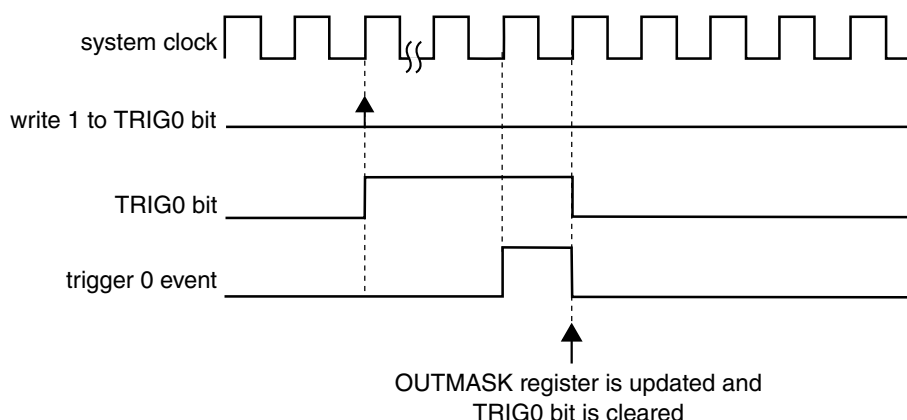 system clock
write 1 to TRIG0 bit
TRIG0 bit
trigger 0 event
OUTMASK register is updated and
TRIG0 bit is cleared